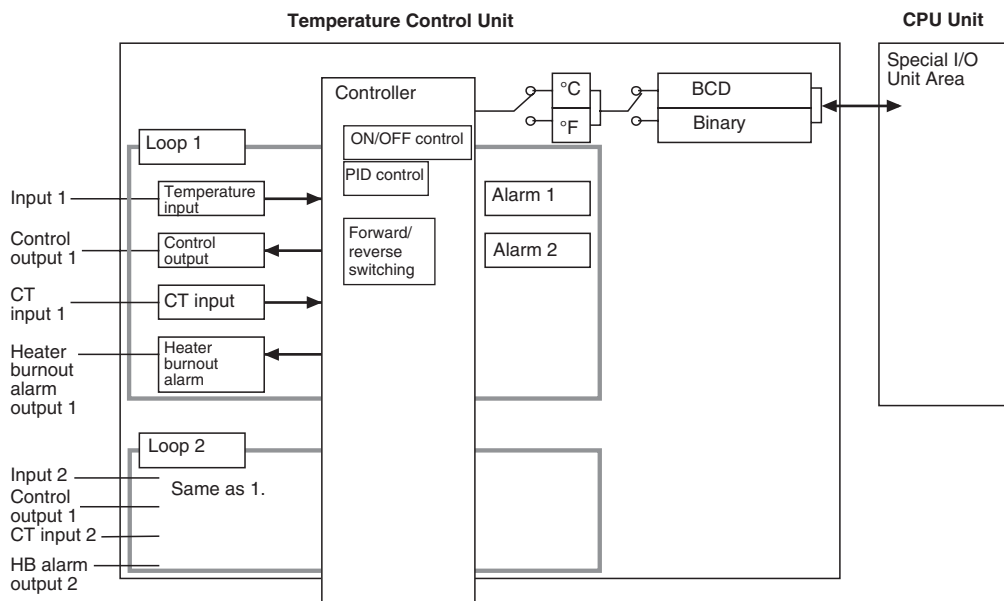 Temperature Control Unit
CPU Unit
Special I/O
Unit Area
Controller
°C
°F
BCD
Binary
ON/OFF control
PID control
Forward/
reverse
switching
Loop 1
Input 1
Temperature
input
Control
output 1
Control
output
CT
input 1
CT input
Heater
burnout
alarm
output 1
Heater
burnout
alarm
Alarm 1
Alarm 2
Loop 2
Same as 1.
Input 2
Control
output 1
CT input 2
HB alarm
output 2